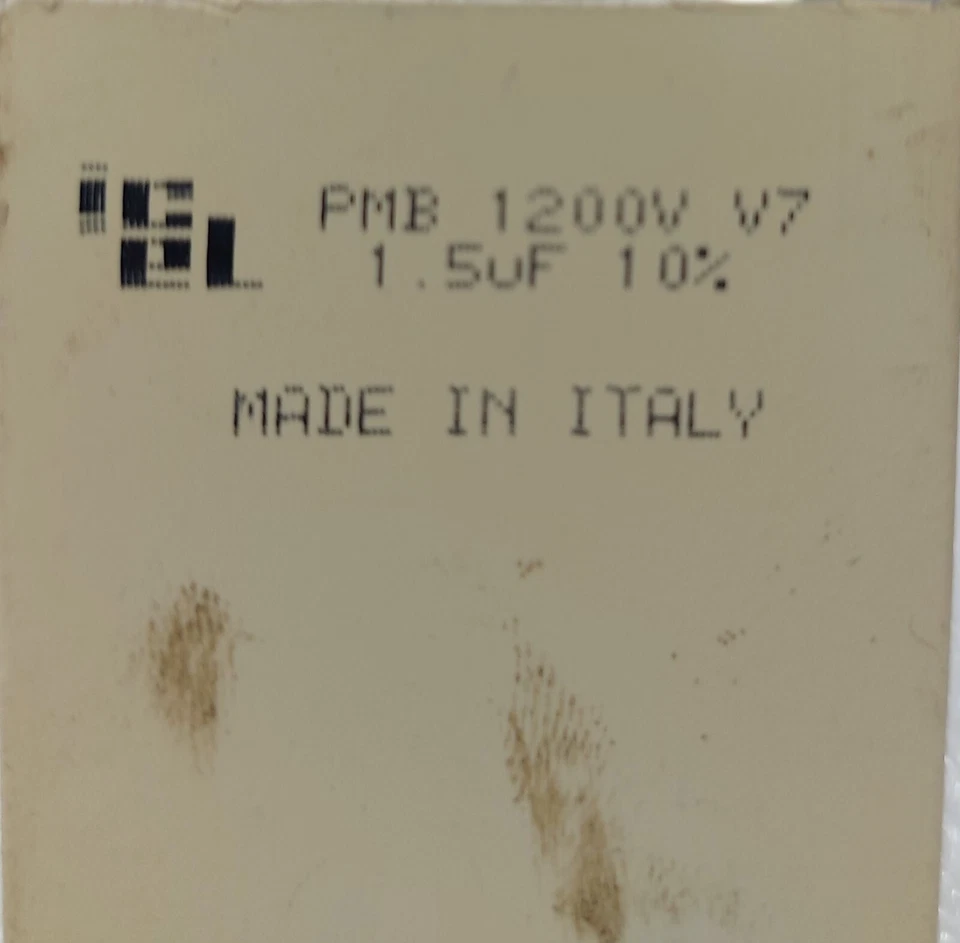 PMB 1200V V7
1.5uF 10%
MADE IN ITALY